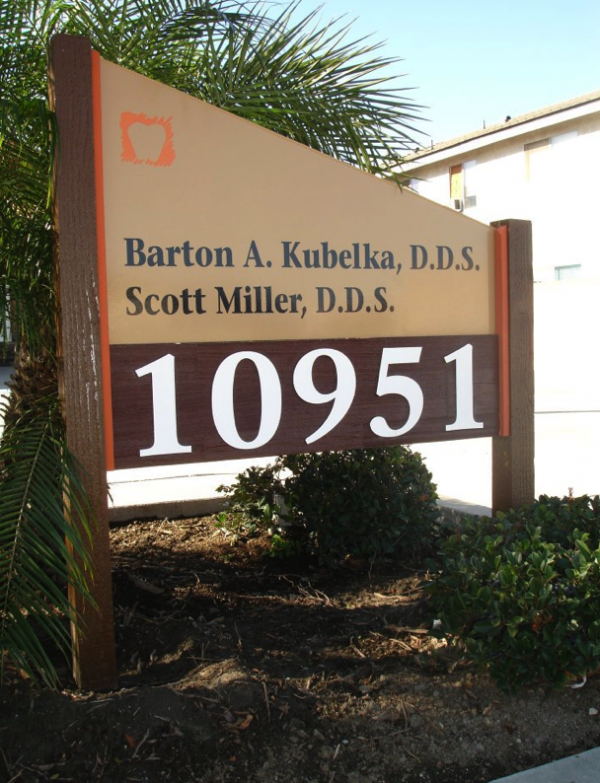 Barton A. Kubelka, D.D.S.
Scott Miller, D.D.S.
10951